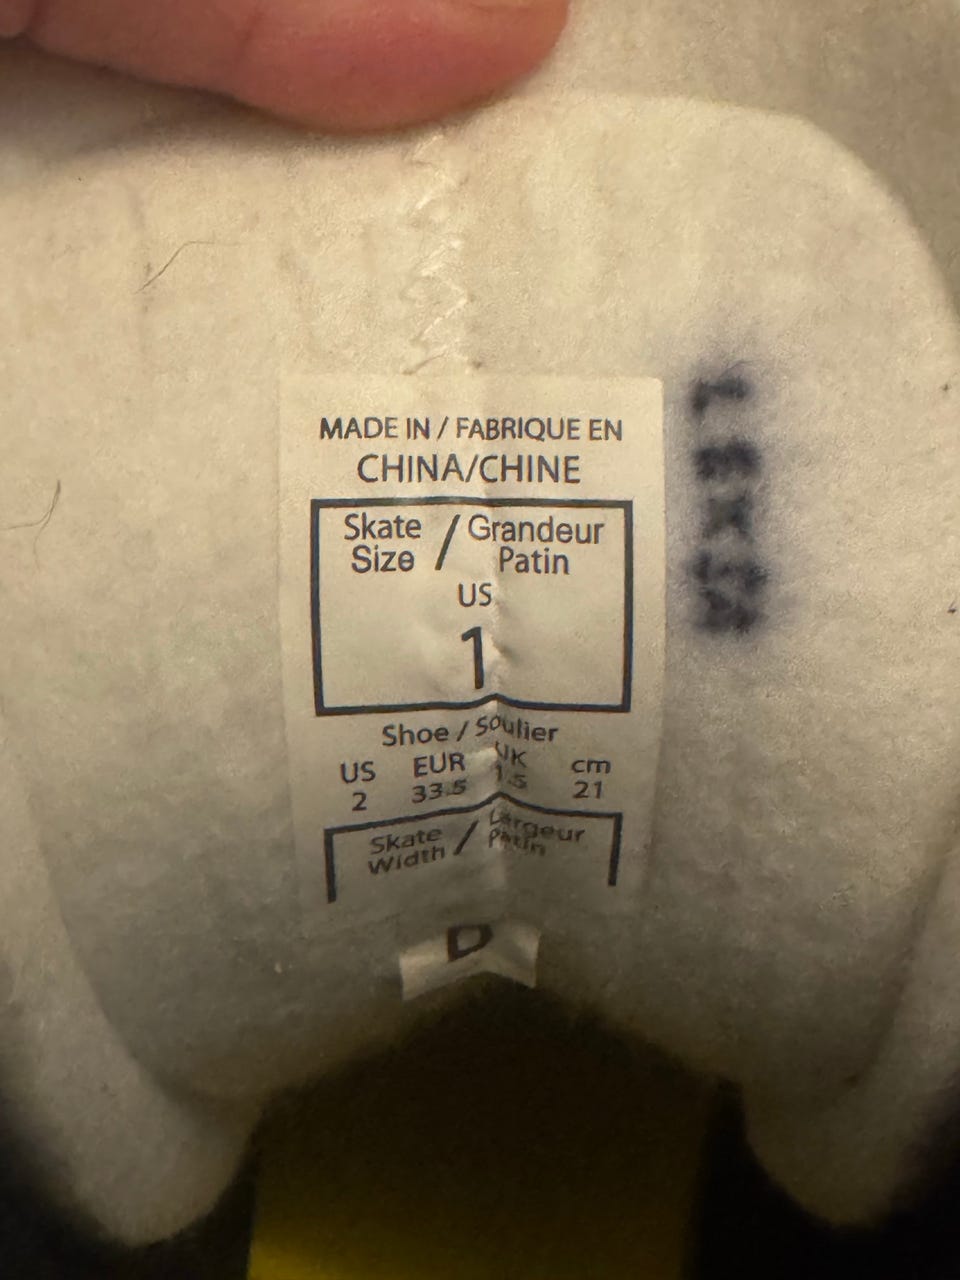 MADE IN / FABRIQUE EN
CHINA/CHINE
Skate Size / Grandeur Patin
US
1
Shoe / Soulier
US EUR UK cm
2 33.5 1.5 21
Skate Width / Largeur Patin
D